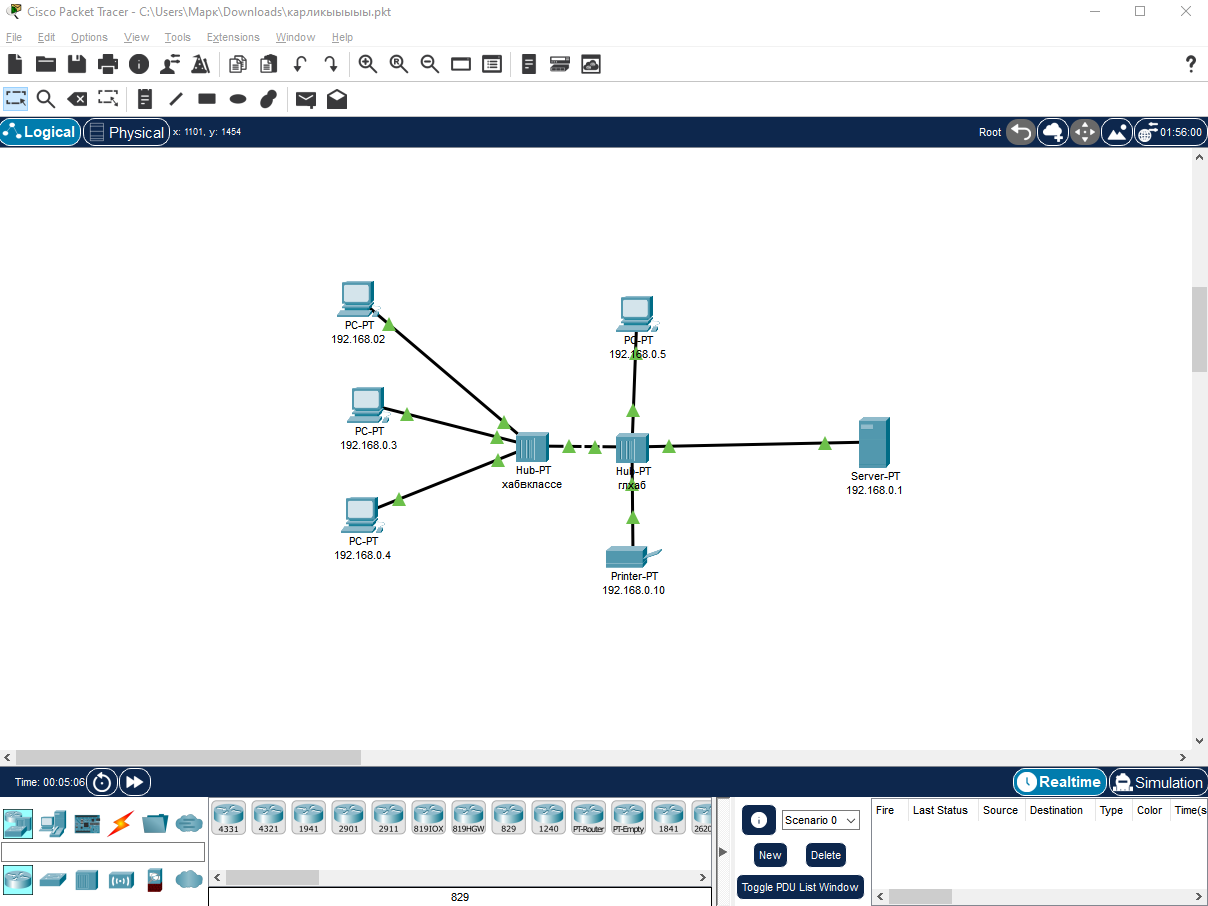 Cisco Packet Tracer - C:\Users\Марк\Downloads\карликыыыыы.pkt
File Edit Options View Tools Extensions Window Help
Logical Physical x: 1101, y: 1454 Root 01:56:00
PC-PT
192.168.02
PC-PT
192.168.0.5
PC-PT
192.168.0.3
Hub-PT
хабвклассе
Hub-PT
глхаб
Server-PT
192.168.0.1
PC-PT
192.168.0.4
Printer-PT
192.168.0.10
Time: 00:05:06 Realtime Simulation
4331 4321 1941 2901 2911 819IOX 819HGW 829 1240 PT-Router PT-Empty 1841 2620
829
Scenario 0
New Delete
Toggle PDU List Window
Fire Last Status Source Destination Type Color Time(s